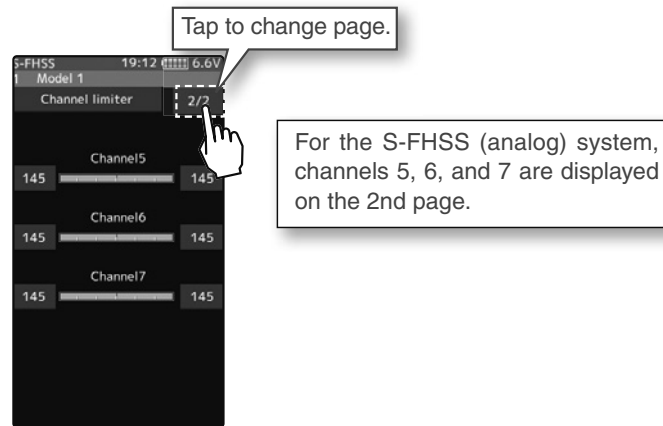 Tap to change page.
S-FHSS 19:12 6.6V
1 Model 1
Channel limiter 2/2
Channel5
145 145
Channel6
145 145
Channel7
145 145
For the S-FHSS (analog) system,
channels 5, 6, and 7 are displayed
on the 2nd page.